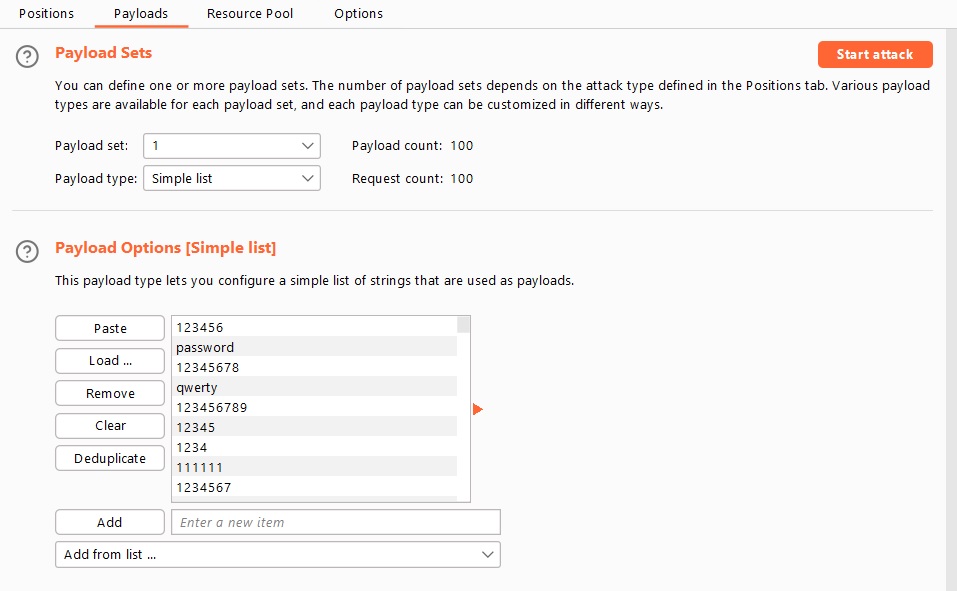 Positions Payloads Resource Pool Options
Payload Sets
Start attack
You can define one or more payload sets. The number of payload sets depends on the attack type defined in the Positions tab. Various payload
types are available for each payload set, and each payload type can be customized in different ways.
Payload set: 1 Payload count: 100
Payload type: Simple list Request count: 100
Payload Options [Simple list]
This payload type lets you configure a simple list of strings that are used as payloads.
Paste
Load ...
Remove
Clear
Deduplicate
123456
password
12345678
qwerty
123456789
12345
1234
111111
1234567
Add Enter a new item
Add from list ...